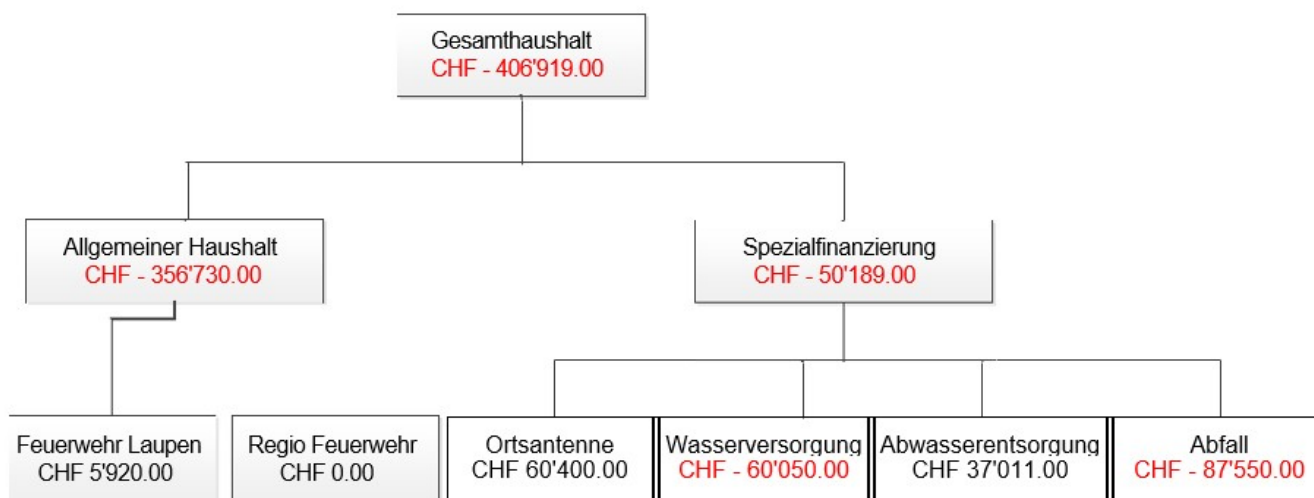 Gesamthaushalt
CHF - 406'919.00
Allgemeiner Haushalt
CHF - 356'730.00
Spezialfinanzierung
CHF - 50'189.00
Feuerwehr Laupen
CHF 5'920.00
Regio Feuerwehr
CHF 0.00
Ortsantenne
CHF 60'400.00
Wasserversorgung
CHF - 60'050.00
Abwasserentsorgung
CHF 37'011.00
Abfall
CHF - 87'550.00